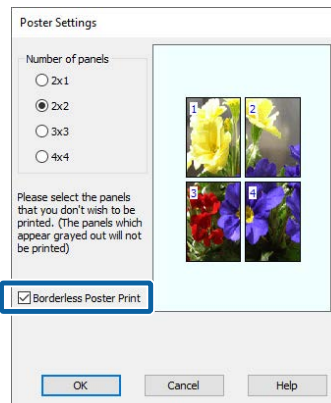 Poster Settings
Number of panels
2x1
2x2
3x3
4x4
1
2
3
4
Please select the panels
that you don't wish to be
printed. (The panels which
appear grayed out will not
be printed)
Borderless Poster Print
OK
Cancel
Help